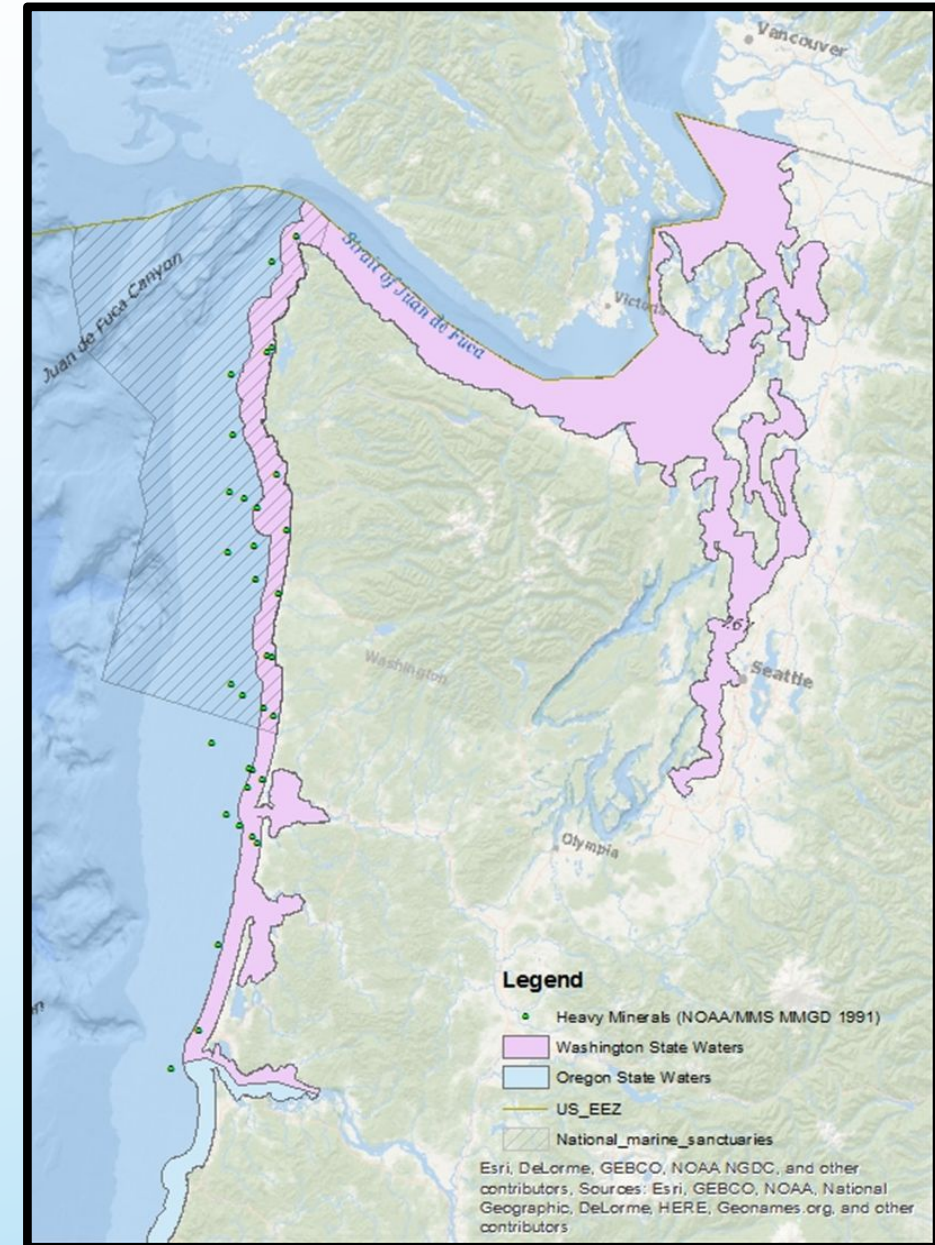 Vancouver
Juan de Fuca Canyon
Strait of Juan de Fuca
Victoria
Washington
Seattle
Olympia
Legend
Heavy Minerals (NOAA/MMS MMGD 1991)
Washington State Waters
Oregon State Waters
US_EEZ
National_marine_sanctuaries
Esri, DeLorme, GEBCO, NOAA NGDC, and other
contributors, Sources: Esri, GEBCO, NOAA, National
Geographic, DeLorme, HERE, Geonames.org, and other
contributors